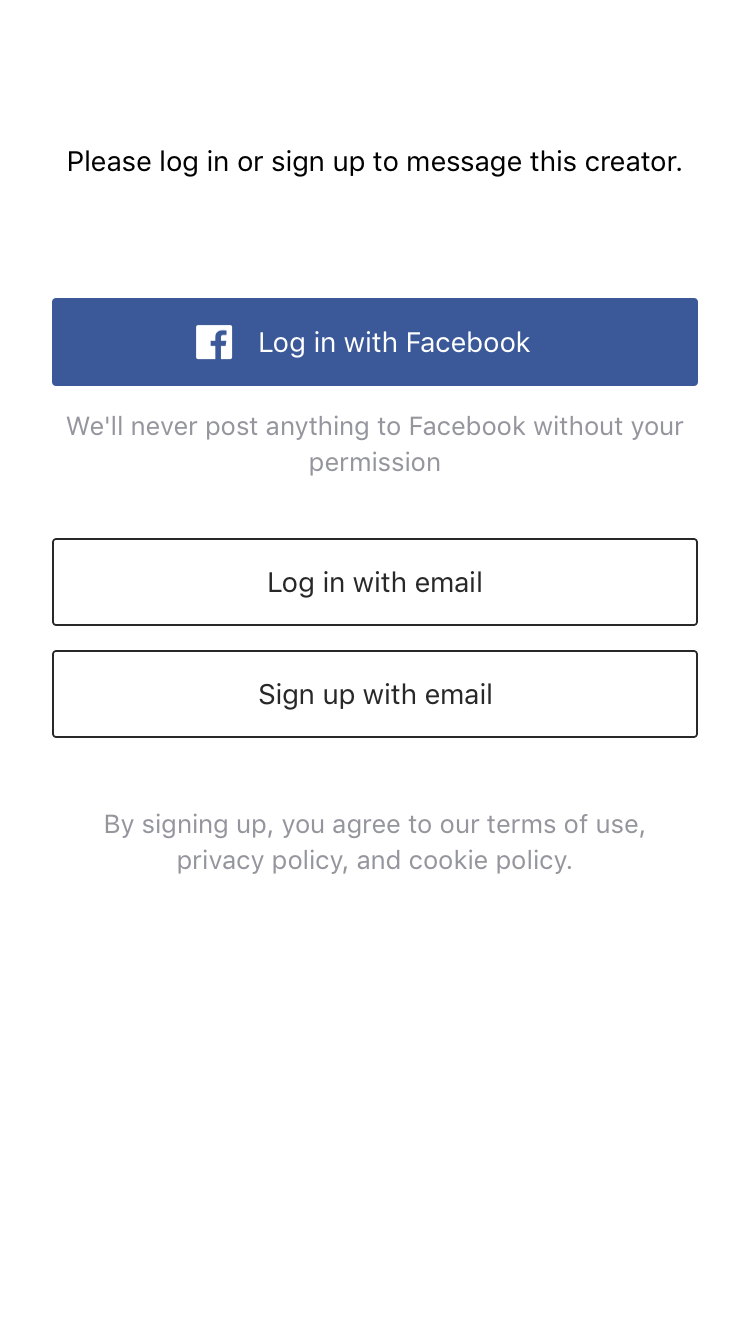 Please log in or sign up to message this creator.
Log in with Facebook
We'll never post anything to Facebook without your
permission
Log in with email
Sign up with email
By signing up, you agree to our terms of use,
privacy policy, and cookie policy.